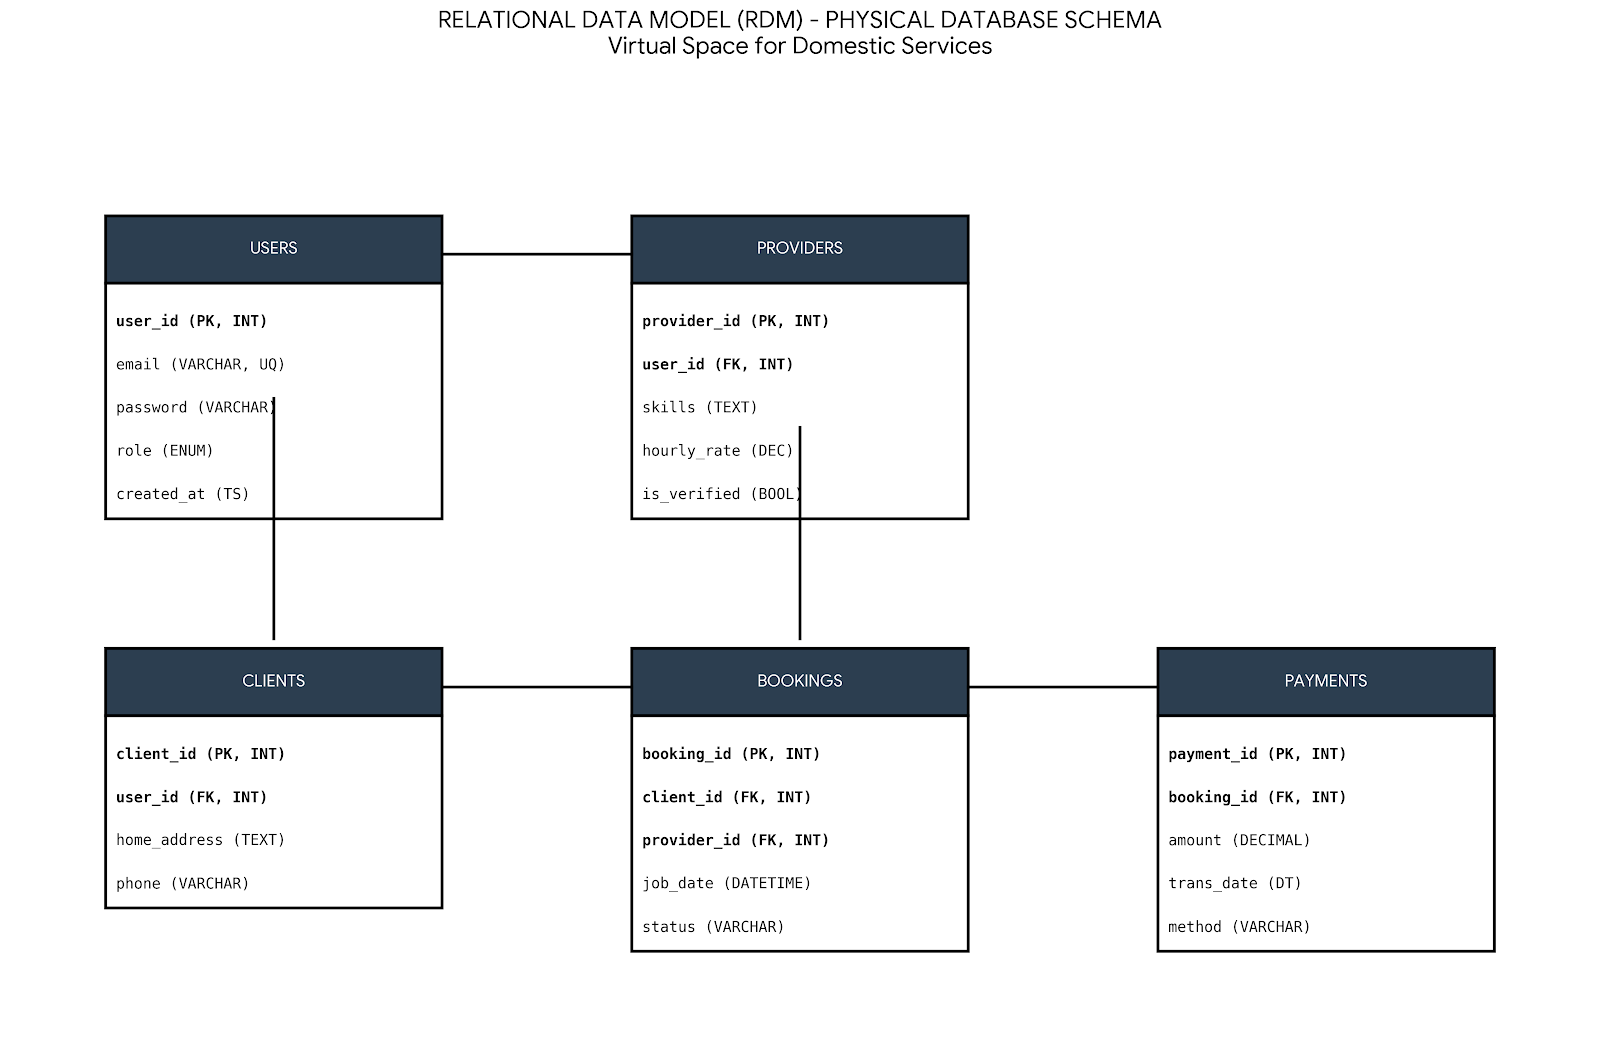 RELATIONAL DATA MODEL (RDM) - PHYSICAL DATABASE SCHEMA
Virtual Space for Domestic Services
USERS
user_id (PK, INT)
email (VARCHAR, UQ)
password (VARCHAR)
role (ENUM)
created_at (TS)
PROVIDERS
provider_id (PK, INT)
user_id (FK, INT)
skills (TEXT)
hourly_rate (DEC)
is_verified (BOOL)
CLIENTS
client_id (PK, INT)
user_id (FK, INT)
home_address (TEXT)
phone (VARCHAR)
BOOKINGS
booking_id (PK, INT)
client_id (FK, INT)
provider_id (FK, INT)
job_date (DATETIME)
status (VARCHAR)
PAYMENTS
payment_id (PK, INT)
booking_id (FK, INT)
amount (DECIMAL)
trans_date (DT)
method (VARCHAR)